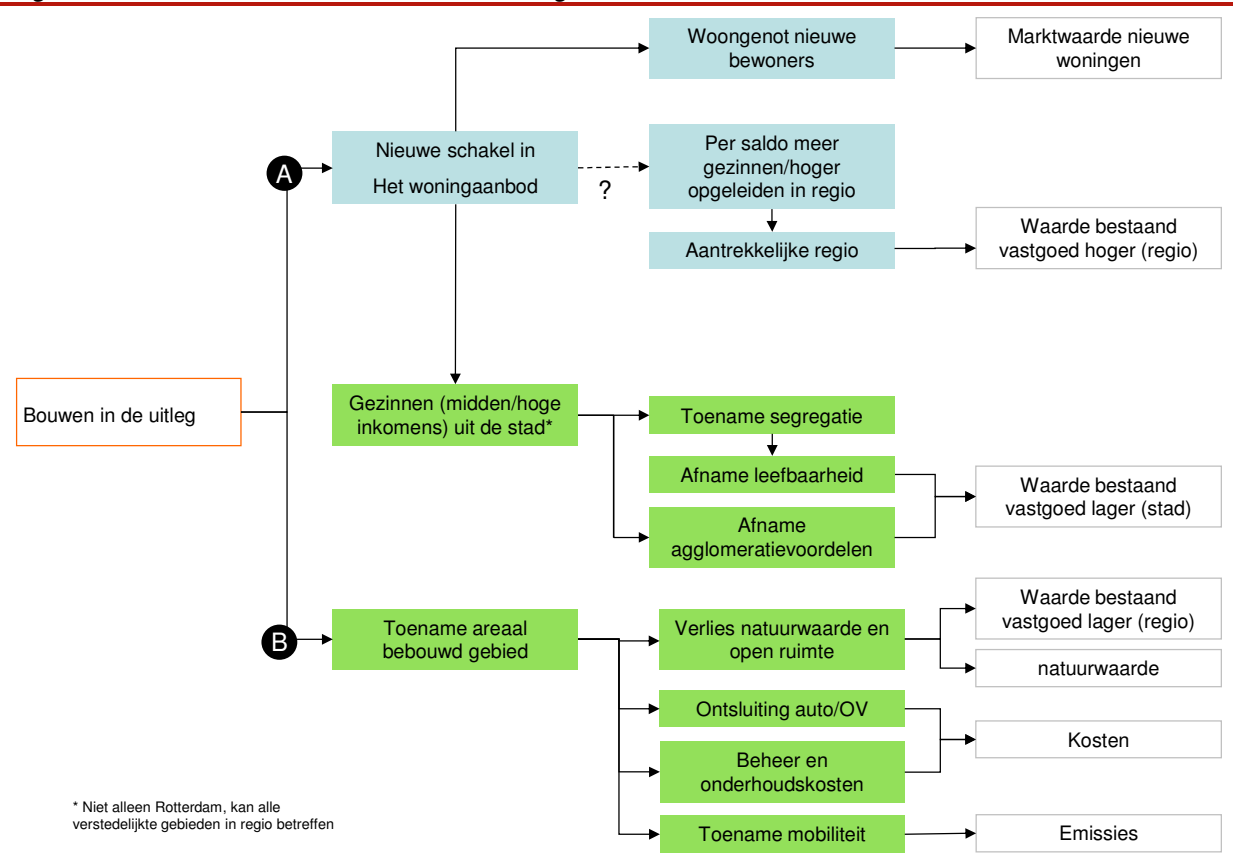 Woongenot nieuwe
bewoners
Marktwaarde nieuwe
woningen
A
Nieuwe schakel in
Het woningaanbod
?
Per saldo meer
gezinnen/hoger
opgeleiden in regio
Aantrekkelijke regio
Waarde bestaand
vastgoed hoger (regio)
Bouwen in de uitleg
Gezinnen (midden/hoge
inkomens) uit de stad*
Toename segregatie
Afname leefbaarheid
Afname
agglomeratievoordelen
Waarde bestaand
vastgoed lager (stad)
B
Toename areaal
bebouwd gebied
Verlies natuurwaarde en
open ruimte
Waarde bestaand
vastgoed lager (regio)
natuurwaarde
Ontsluiting auto/OV
Beheer en
onderhoudskosten
Kosten
Toename mobiliteit
Emissies
* Niet alleen Rotterdam, kan alle
verstedelijkte gebieden in regio betreffen